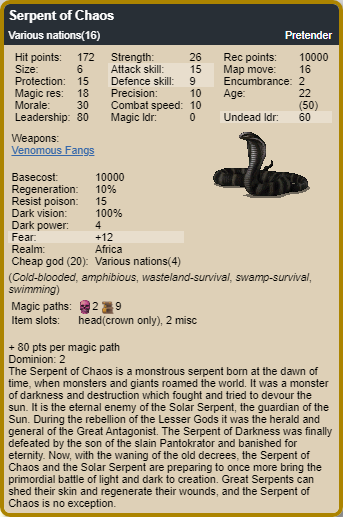 Serpent of Chaos
Various nations(16) Pretender
Hit points: 172 Strength: 26 Rec points: 10000
Size: 6 Attack skill: 15 Map move: 16
Protection: 15 Defence skill: 9 Encumbrance: 2
Magic res: 18 Precision: 10 Age: 22
Morale: 30 Combat speed: 10 (50)
Leadership: 80 Magic ldr: 0 Undead ldr: 60
Weapons:
Venomous Fangs
Basecost: 10000
Regeneration: 10%
Resist poison: 15
Dark vision: 100%
Dark power: 4
Fear: +12
Realm: Africa
Cheap god (20): Various nations(4)
(Cold-blooded, amphibious, wasteland-survival, swamp-survival,
swimming)
Magic paths: 2 9
Item slots: head(crown only), 2 misc
+ 80 pts per magic path
Dominion: 2
The Serpent of Chaos is a monstrous serpent born at the dawn of
time, when monsters and giants roamed the world. It was a monster
of darkness and destruction which fought and tried to devour the
sun. It is the eternal enemy of the Solar Serpent, the guardian of the
Sun. During the rebellion of the Lesser Gods it was the herald and
general of the Great Antagonist. The Serpent of Darkness was finally
defeated by the son of the slain Pantokrator and banished for
eternity. Now, with the waning of the old decrees, the Serpent of
Chaos and the Solar Serpent are preparing to once more bring the
primordial battle of light and dark to creation. Great Serpents can
shed their skin and regenerate their wounds, and the Serpent of
Chaos is no exception.